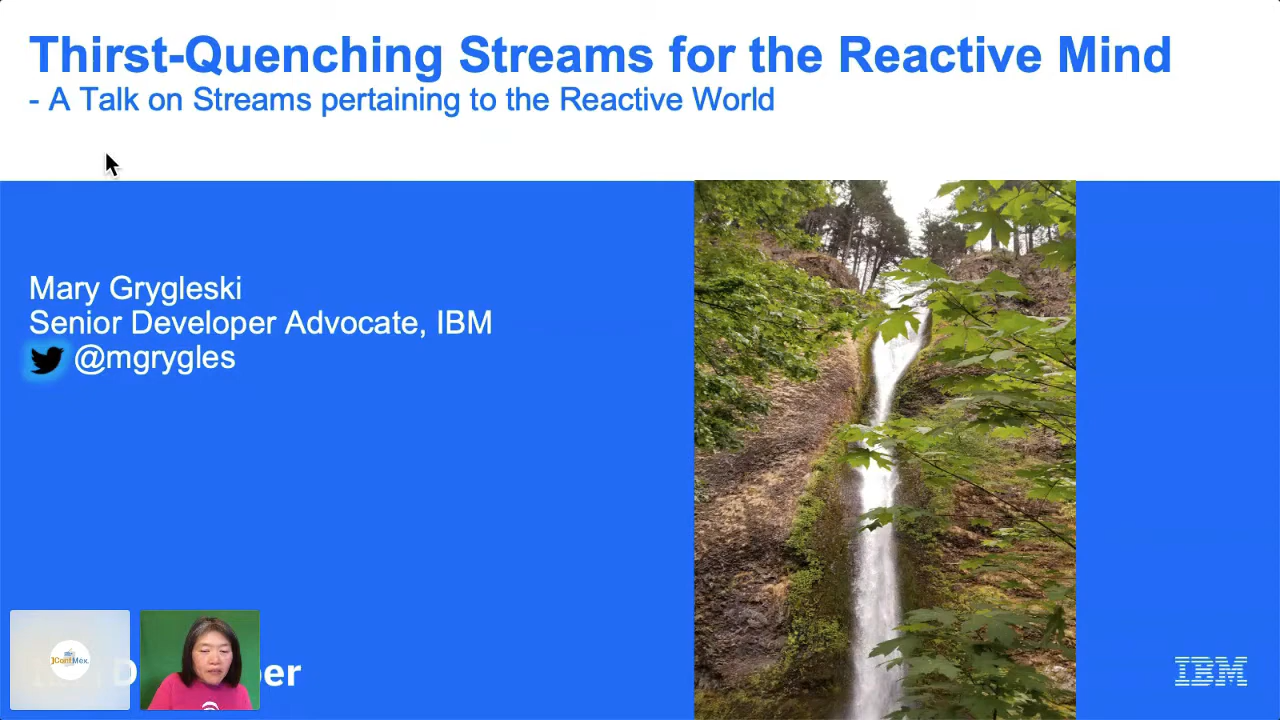 Thirst-Quenching Streams for the Reactive Mind
- A Talk on Streams pertaining to the Reactive World
Mary Grygleski
Senior Developer Advocate, IBM
@mgrygles
JConfMex
IBM